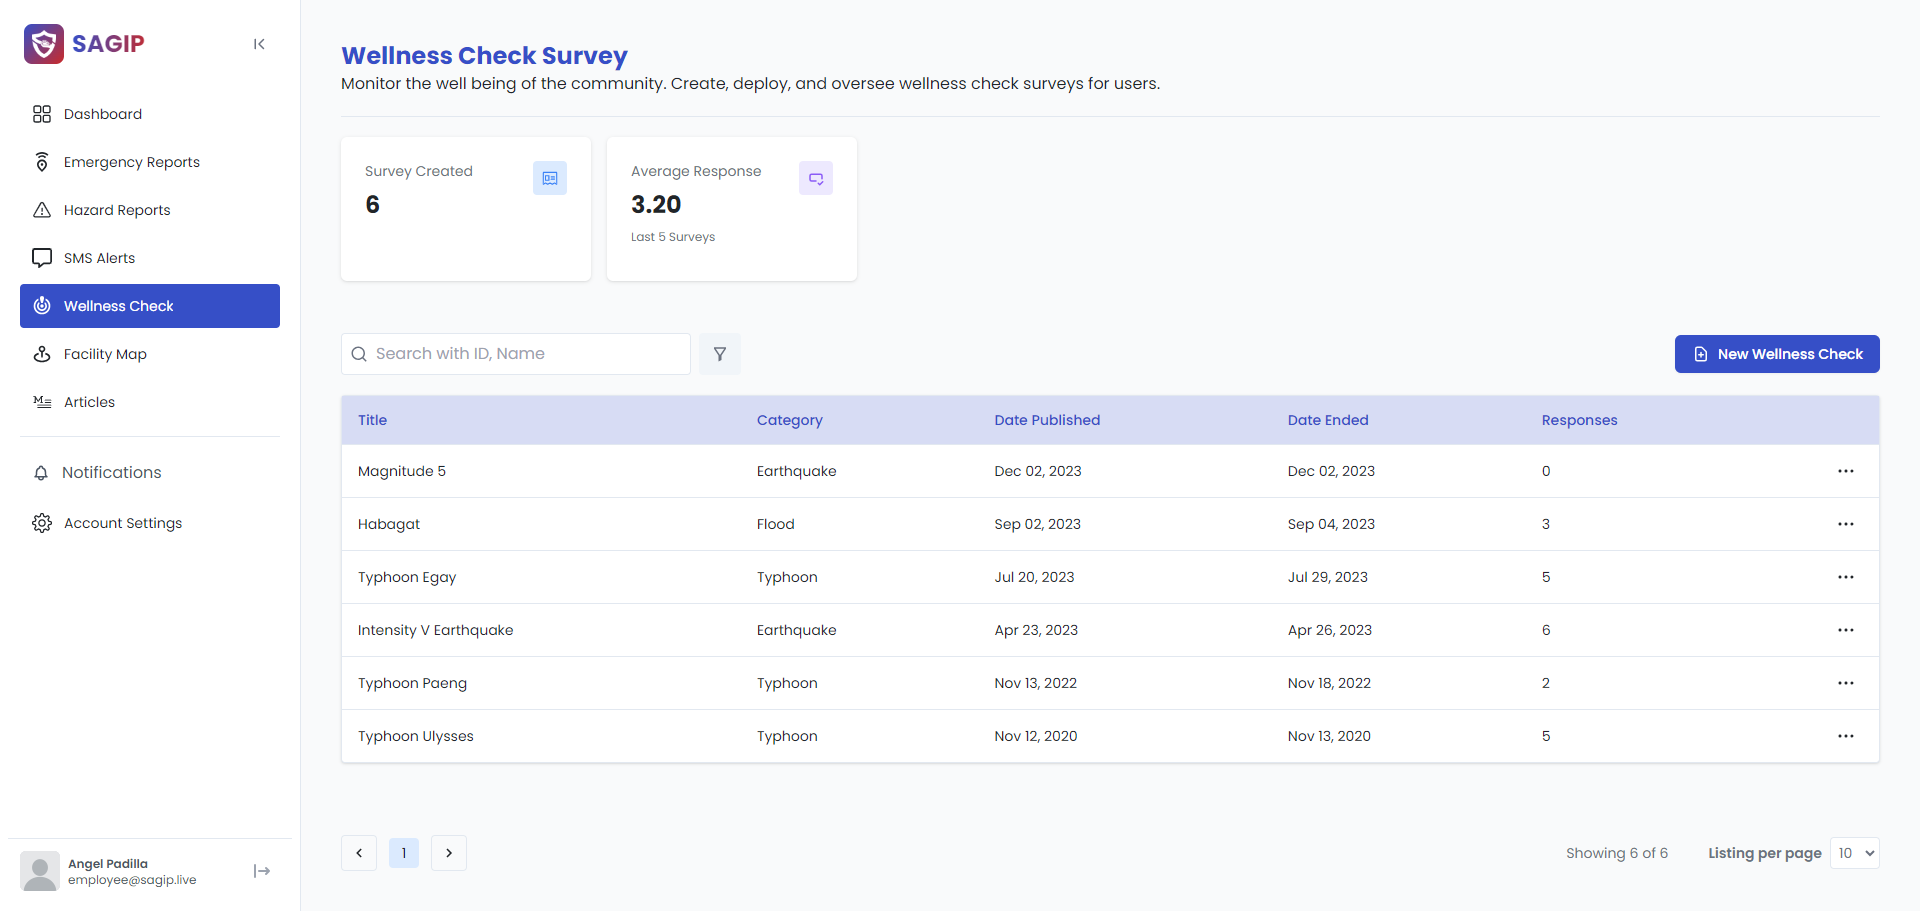 SAGIP
Dashboard
Emergency Reports
Hazard Reports
SMS Alerts
Wellness Check
Facility Map
Articles
Notifications
Account Settings
Angel Padilla
employee@sagip.live
Wellness Check Survey
Monitor the well being of the community. Create, deploy, and oversee wellness check surveys for users.
Survey Created
6
Average Response
3.20
Last 5 Surveys
Search with ID, Name
New Wellness Check
Title Category Date Published Date Ended Responses
Magnitude 5 Earthquake Dec 02, 2023 Dec 02, 2023 0
Habagat Flood Sep 02, 2023 Sep 04, 2023 3
Typhoon Egay Typhoon Jul 20, 2023 Jul 29, 2023 5
Intensity V Earthquake Earthquake Apr 23, 2023 Apr 26, 2023 6
Typhoon Paeng Typhoon Nov 13, 2022 Nov 18, 2022 2
Typhoon Ulysses Typhoon Nov 12, 2020 Nov 13, 2020 5
1
Showing 6 of 6
Listing per page 10